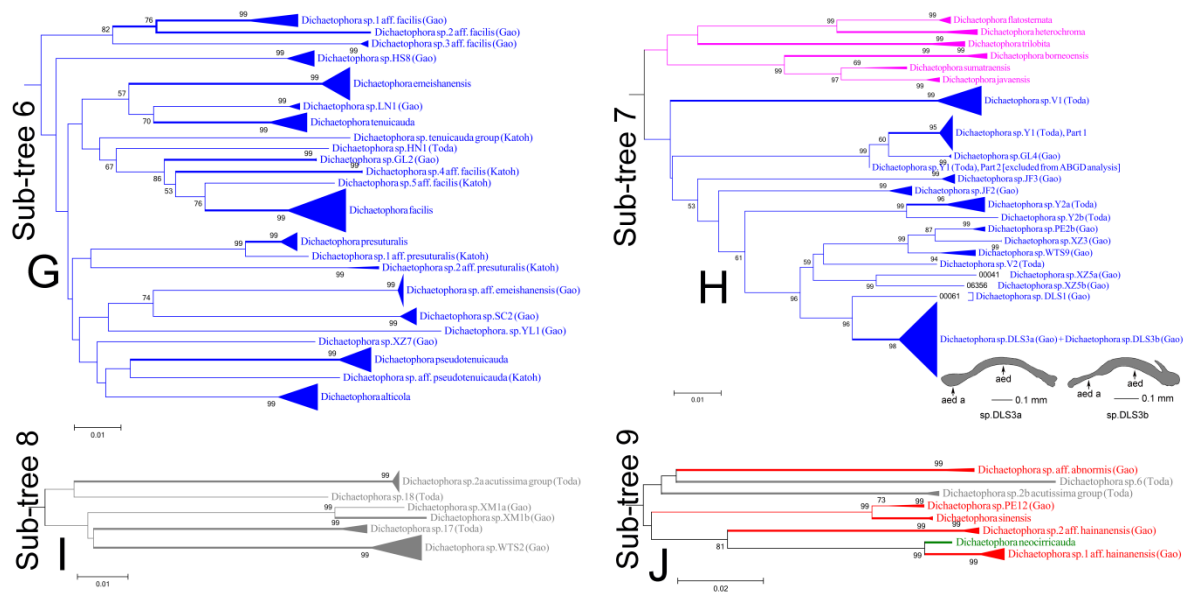 Sub-tree 6
G
76
99
Dichaetophora sp.1 aff. facilis (Gao)
82
Dichaetophora sp.2 aff. facilis (Gao)
99
99
Dichaetophora sp.3 aff. facilis (Gao)
99
Dichaetophora sp.HS8 (Gao)
99
Dichaetophora emeishanensis
57
99
Dichaetophora sp.LN1 (Gao)
70
99
Dichaetophora tenuicauda
Dichaetophora sp. tenuicauda group (Katoh)
Dichaetophora sp.HN1 (Toda)
67
99
Dichaetophora sp.GL2 (Gao)
86
99
Dichaetophora sp.4 aff. facilis (Katoh)
53
Dichaetophora sp.5 aff. facilis (Katoh)
76
99
Dichaetophora facilis
99
99
Dichaetophora presuturalis
Dichaetophora sp.1 aff. presuturalis (Katoh)
99
Dichaetophora sp.2 aff. presuturalis (Katoh)
74
99
Dichaetophora sp. aff. emeishanensis (Gao)
99
Dichaetophora sp.SC2 (Gao)
Dichaetophora. sp.YL1 (Gao)
Dichaetophora sp.XZ7 (Gao)
99
Dichaetophora pseudotenuicauda
Dichaetophora sp. aff. pseudotenuicauda (Katoh)
99
Dichaetophora alticola
0.01
Sub-tree 7
H
99
Dichaetophora flatosternata
99
99
Dichaetophora heterochroma
99
Dichaetophora trilobita
99
99
Dichaetophora borneoensis
69
Dichaetophora sumatraensis
97
99
Dichaetophora javaensis
99
Dichaetophora sp.V1 (Toda)
95
60
Dichaetophora sp.Y1 (Toda), Part 1
99
99
Dichaetophora sp.GL4 (Gao)
Dichaetophora sp.Y1 (Toda), Part 2 [excluded from ABGD analysis]
99
Dichaetophora sp.JF3 (Gao)
53
99
Dichaetophora sp.JF2 (Gao)
96
Dichaetophora sp.Y2a (Toda)
99
Dichaetophora sp.Y2b (Toda)
87
99
Dichaetophora sp.PE2b (Gao)
99
Dichaetophora sp.XZ3 (Gao)
61
99
Dichaetophora sp.WTS9 (Gao)
59
94
Dichaetophora sp.V2 (Toda)
00041
Dichaetophora sp.XZ5a (Gao)
99
06356
Dichaetophora sp.XZ5b (Gao)
96
00061
Dichaetophora sp. DLS1 (Gao)
96
98
Dichaetophora sp.DLS3a (Gao) + Dichaetophora sp.DLS3b (Gao)
aed
aed a
0.1 mm
sp.DLS3a
aed
aed a
0.1 mm
sp.DLS3b
0.01
Sub-tree 8
I
99
Dichaetophora sp.2a acutissima group (Toda)
Dichaetophora sp.18 (Toda)
Dichaetophora sp.XM1a (Gao)
99
Dichaetophora sp.XM1b (Gao)
99
Dichaetophora sp.17 (Toda)
99
Dichaetophora sp.WTS2 (Gao)
0.01
Sub-tree 9
J
99
Dichaetophora sp. aff. abnormis (Gao)
Dichaetophora sp.6 (Toda)
Dichaetophora sp.2b acutissima group (Toda)
73
99
Dichaetophora sp.PE12 (Gao)
99
Dichaetophora sinensis
99
99
Dichaetophora sp.2 aff. hainanensis (Gao)
81
Dichaetophora neocirricauda
99
99
Dichaetophora sp.1 aff. hainanensis (Gao)
0.02